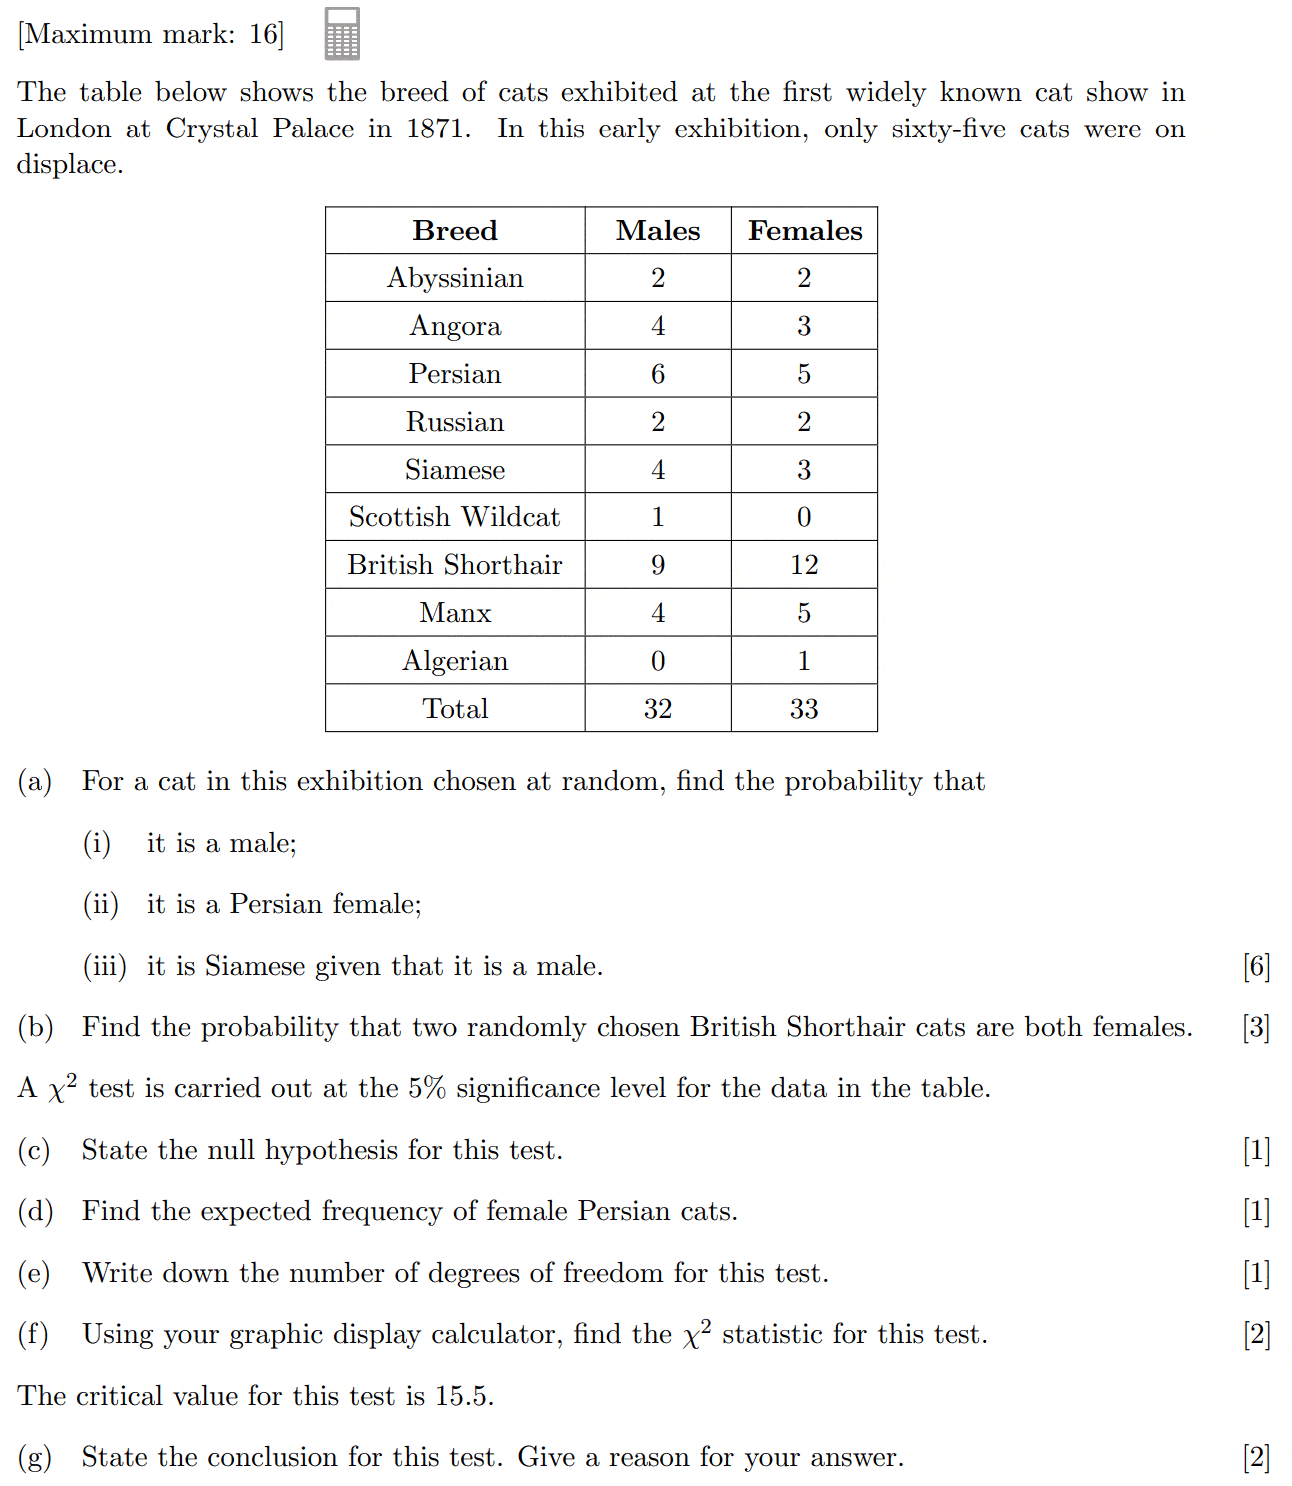 [Maximum mark: 16]
The table below shows the breed of cats exhibited at the first widely known cat show in
London at Crystal Palace in 1871. In this early exhibition, only sixty-five cats were on
displace.
Breed Males Females
Abyssinian 2 2
Angora 4 3
Persian 6 5
Russian 2 2
Siamese 4 3
Scottish Wildcat 1 0
British Shorthair 9 12
Manx 4 5
Algerian 0 1
Total 32 33
(a) For a cat in this exhibition chosen at random, find the probability that
(i) it is a male;
(ii) it is a Persian female;
(iii) it is Siamese given that it is a male. [6]
(b) Find the probability that two randomly chosen British Shorthair cats are both females. [3]
A χ² test is carried out at the 5% significance level for the data in the table.
(c) State the null hypothesis for this test. [1]
(d) Find the expected frequency of female Persian cats. [1]
(e) Write down the number of degrees of freedom for this test. [1]
(f) Using your graphic display calculator, find the χ² statistic for this test. [2]
The critical value for this test is 15.5.
(g) State the conclusion for this test. Give a reason for your answer. [2]